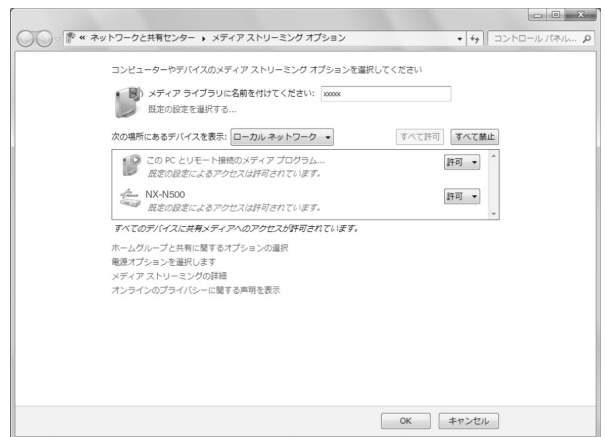 « ネットワークと共有センター ▸ メディア ストリーミング オプション
コントロール パネル...
コンピューターやデバイスのメディア ストリーミング オプションを選択してください
メディア ライブラリに名前を付けてください: xxxxx
既定の設定を選択する...
次の場所にあるデバイスを表示: ローカル ネットワーク
すべて許可 すべて禁止
この PC とリモート接続のメディア プログラム... 許可
既定の設定によるアクセスは許可されています。
NX-N500 許可
既定の設定によるアクセスは許可されています。
すべてのデバイスに共有メディアへのアクセスが許可されています。
ホームグループと共有に関するオプションの選択
電源オプションを選択します
メディア ストリーミングの詳細
オンラインのプライバシーに関する声明を表示
OK キャンセル